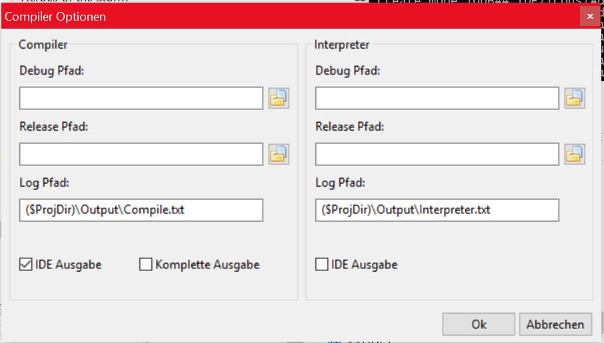 Compiler Optionen
Compiler
Interpreter
Debug Pfad:
Debug Pfad:
Release Pfad:
Release Pfad:
Log Pfad:
Log Pfad:
($ProjDir)\Output\Compile.txt
($ProjDir)\Output\Interpreter.txt
IDE Ausgabe
Komplette Ausgabe
IDE Ausgabe
Ok
Abbrechen